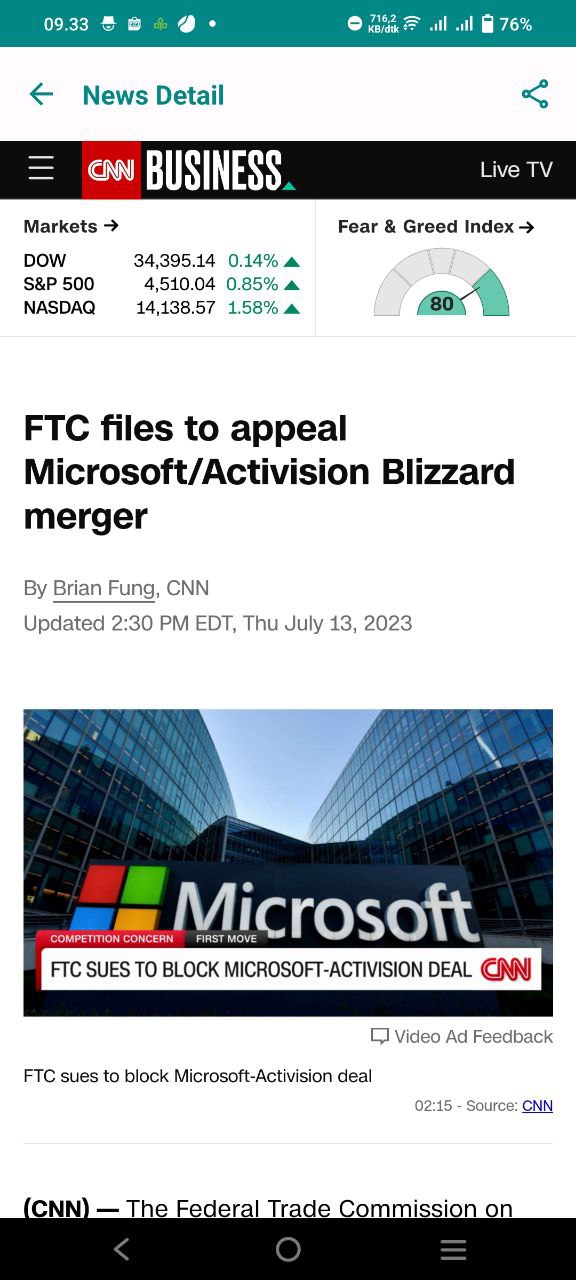 09.33
716,2
KB/dtk
76%
News Detail
CNN BUSINESS
Live TV
Markets →
Fear & Greed Index →
DOW 34,395.14 0.14%
S&P 500 4,510.04 0.85%
NASDAQ 14,138.57 1.58%
80
FTC files to appeal
Microsoft/Activision Blizzard
merger
By Brian Fung, CNN
Updated 2:30 PM EDT, Thu July 13, 2023
Microsoft
COMPETITION CONCERN FIRST MOVE
FTC SUES TO BLOCK MICROSOFT-ACTIVISION DEAL CNN
Video Ad Feedback
FTC sues to block Microsoft-Activision deal
02:15 - Source: CNN
(CNN) — The Federal Trade Commission on